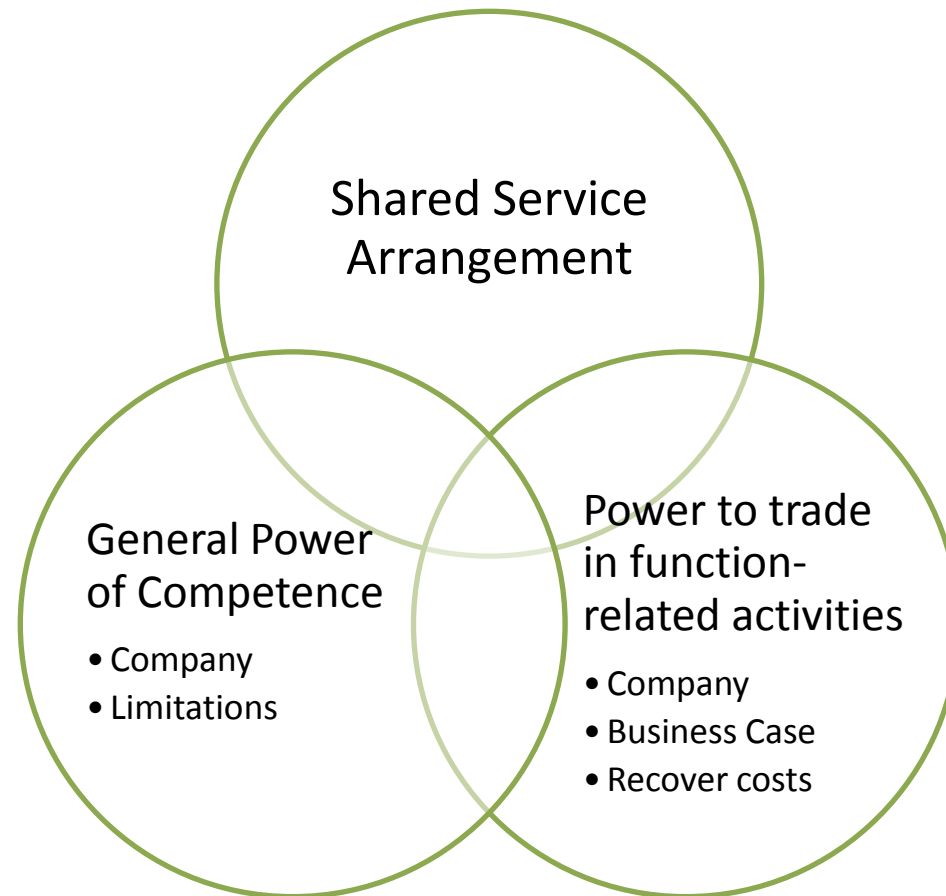 Shared Service
Arrangement
General Power
of Competence
• Company
• Limitations
Power to trade
in function-
related activities
• Company
• Business Case
• Recover costs